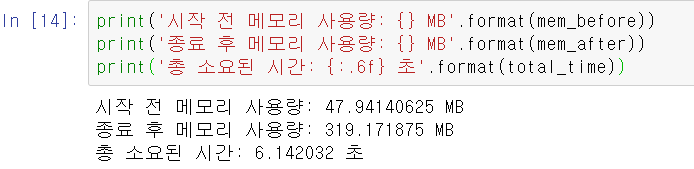 In [14]: print('시작 전 메모리 사용량: {} MB'.format(mem_before))
print('종료 후 메모리 사용량: {} MB'.format(mem_after))
print('총 소요된 시간: {:.6f} 초'.format(total_time))
시작 전 메모리 사용량: 47.94140625 MB
종료 후 메모리 사용량: 319.171875 MB
총 소요된 시간: 6.142032 초